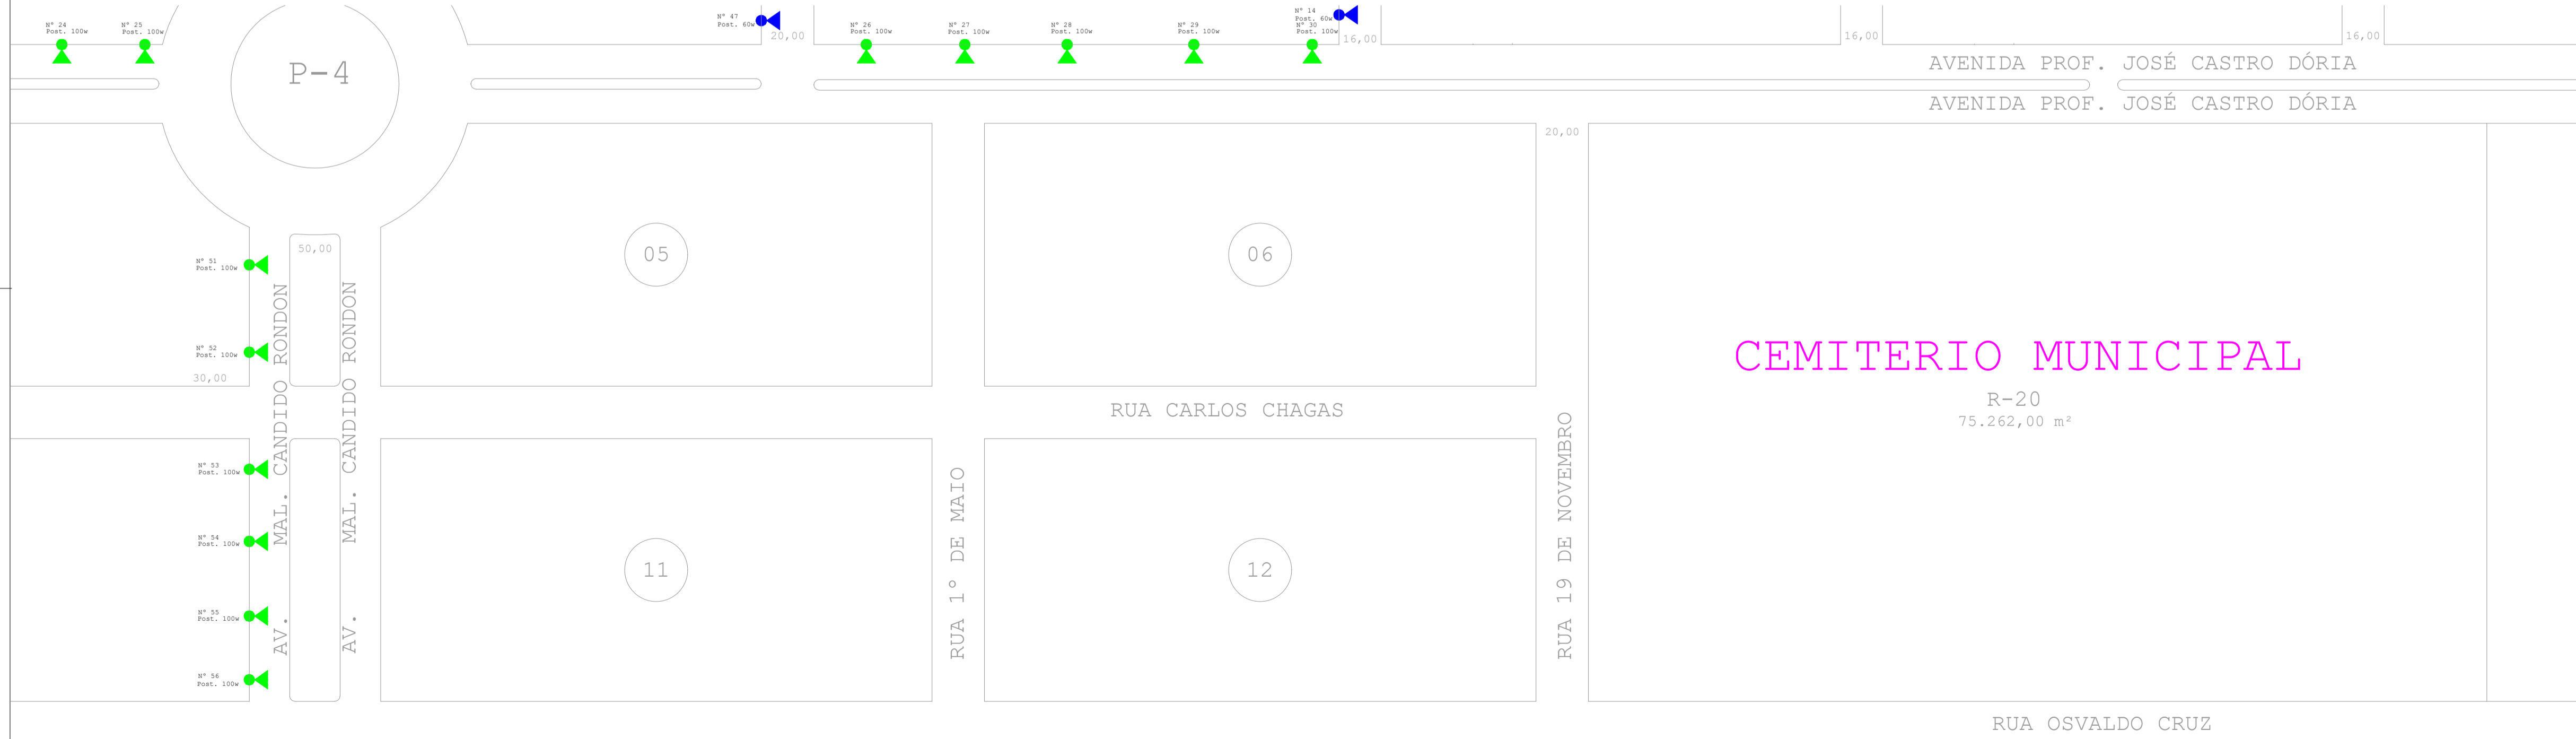 Nº 24
Post. 100w
Nº 25
Post. 100w
Nº 47
Post. 60w
20,00
Nº 26
Post. 100w
Nº 27
Post. 100w
Nº 28
Post. 100w
Nº 29
Post. 100w
Nº 14
Post. 60w
Nº 30
Post. 100w
16,00
16,00
16,00
P-4
AVENIDA PROF. JOSÉ CASTRO DÓRIA
AVENIDA PROF. JOSÉ CASTRO DÓRIA
20,00
50,00
05
06
Nº 51
Post. 100w
Nº 52
Post. 100w
30,00
AV. MAL. CANDIDO RONDON
AV. MAL. CANDIDO RONDON
CEMITERIO MUNICIPAL
R-20
75.262,00 m²
RUA CARLOS CHAGAS
Nº 53
Post. 100w
Nº 54
Post. 100w
Nº 55
Post. 100w
Nº 56
Post. 100w
11
RUA 1º DE MAIO
12
RUA 19 DE NOVEMBRO
RUA OSVALDO CRUZ